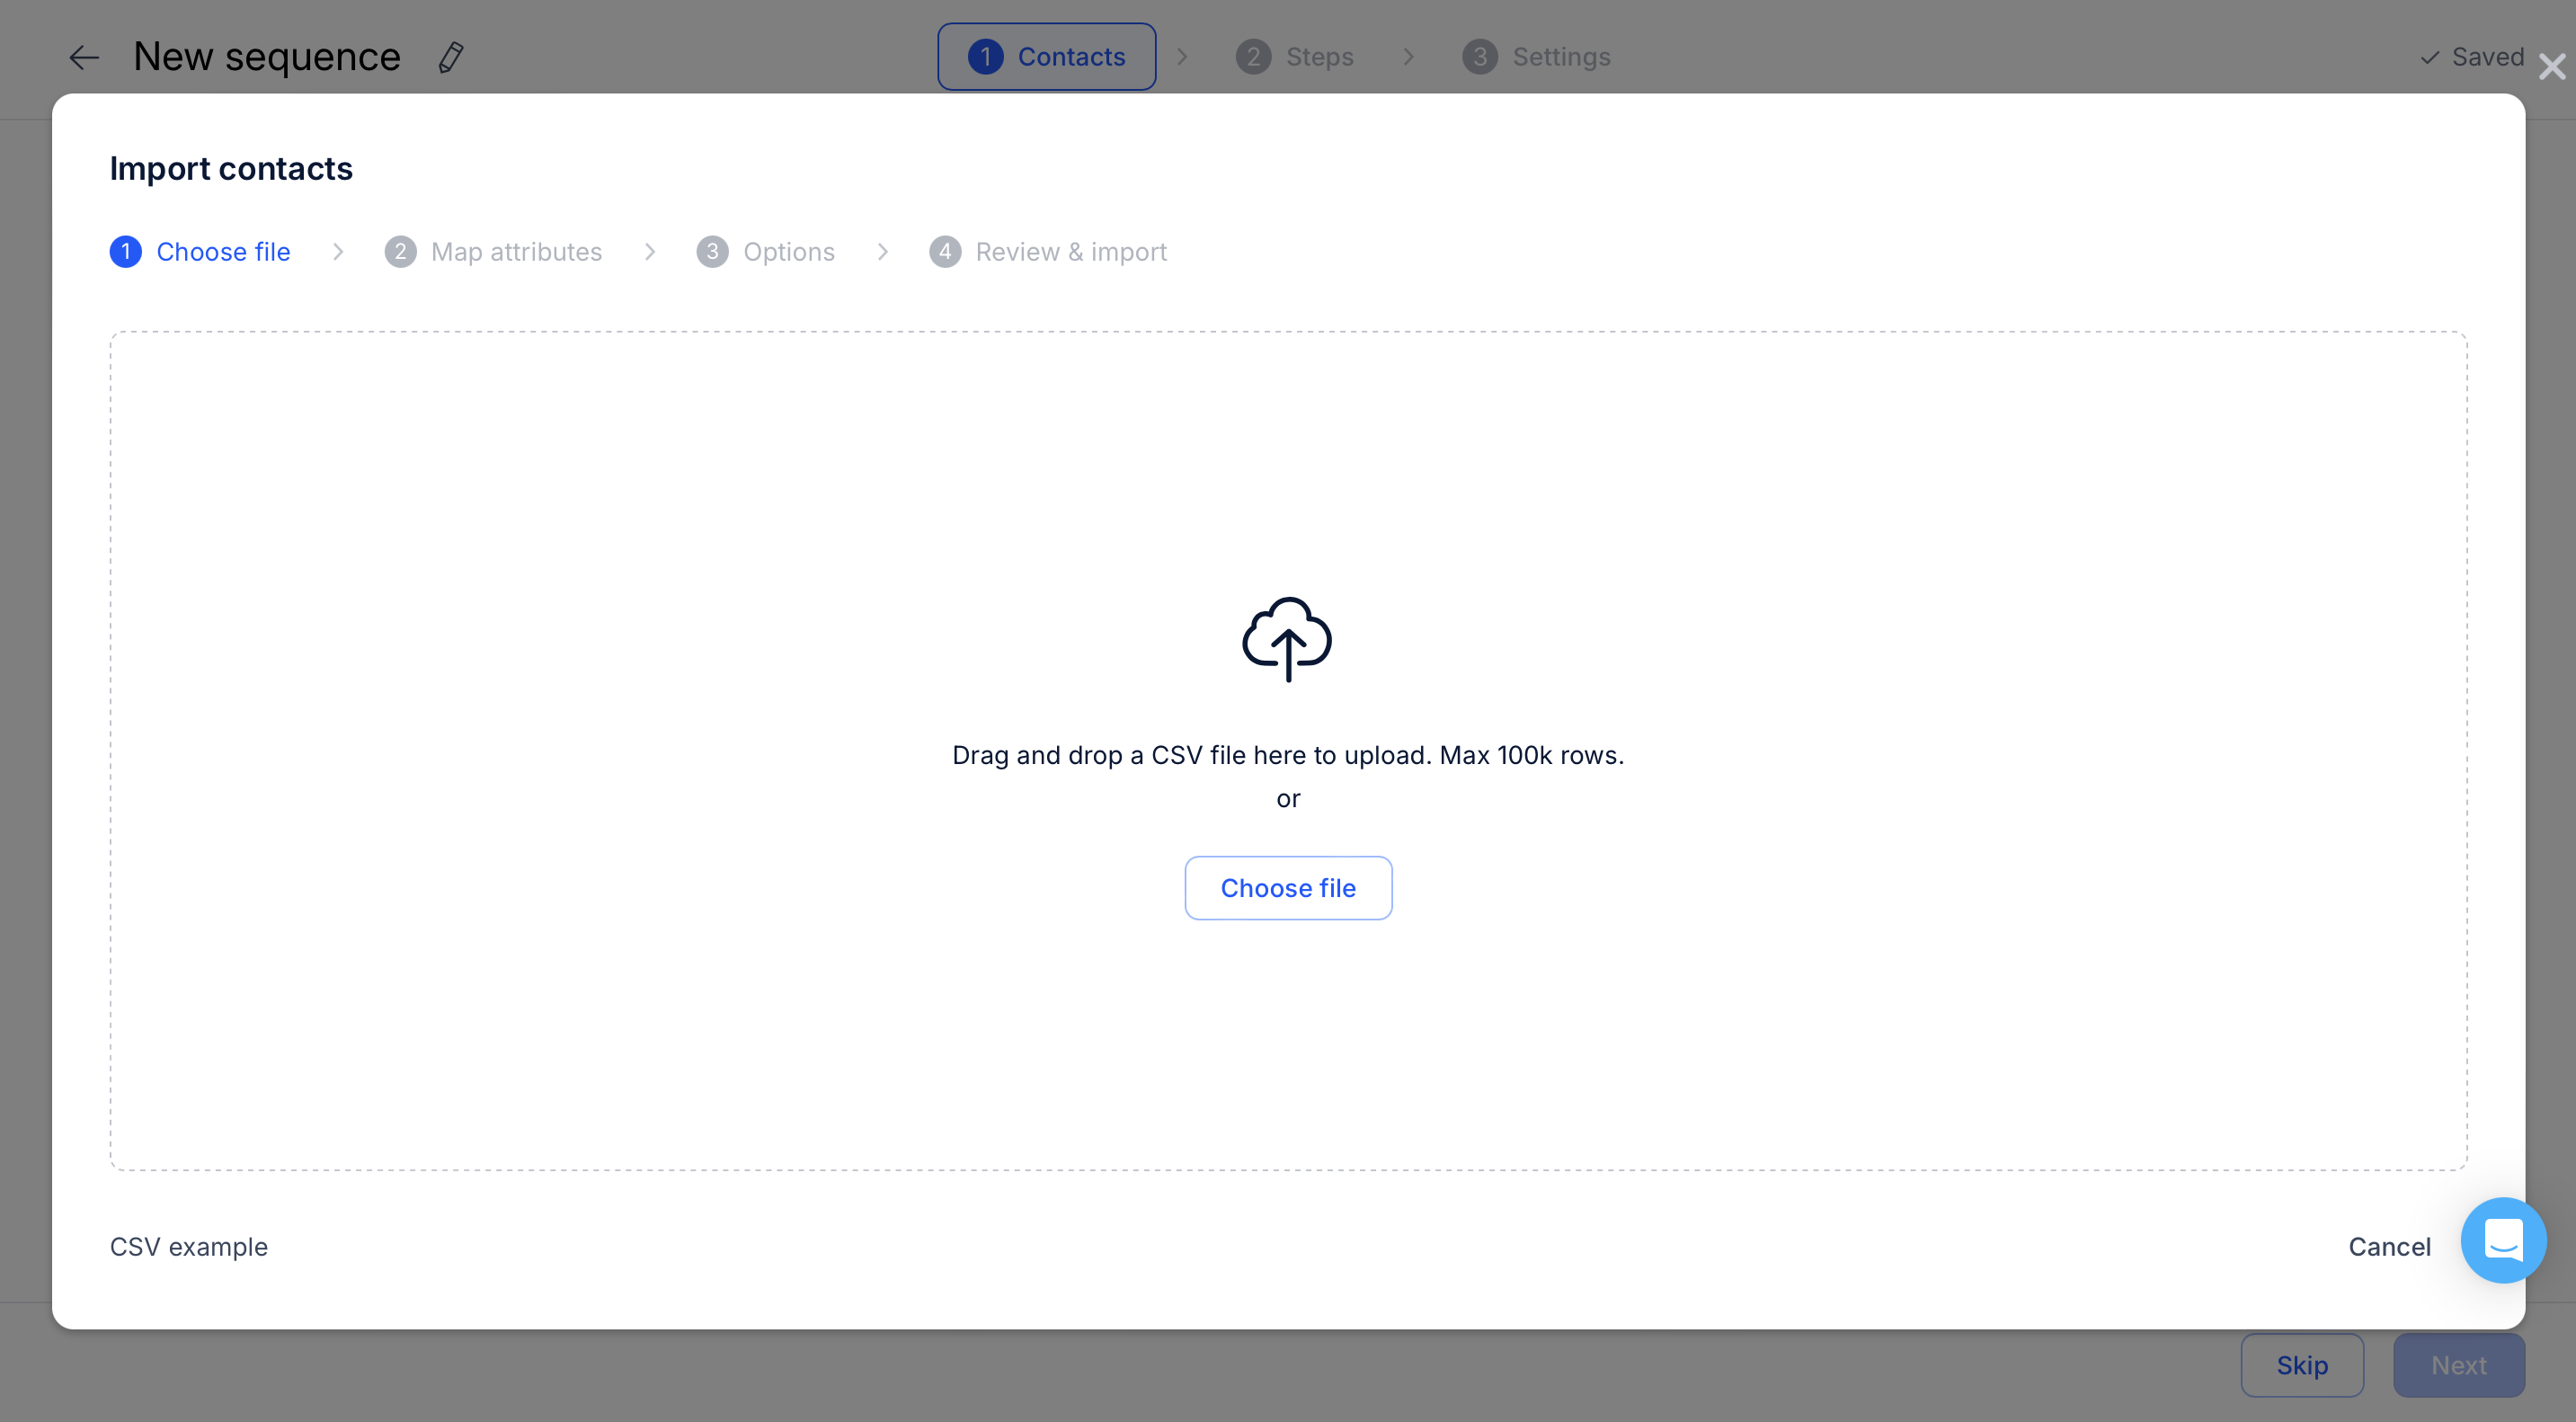 New sequence
1 Contacts
2 Steps
3 Settings
Saved
Import contacts
1 Choose file
2 Map attributes
3 Options
4 Review & import
Drag and drop a CSV file here to upload. Max 100k rows.
or
Choose file
CSV example
Cancel
Skip
Next